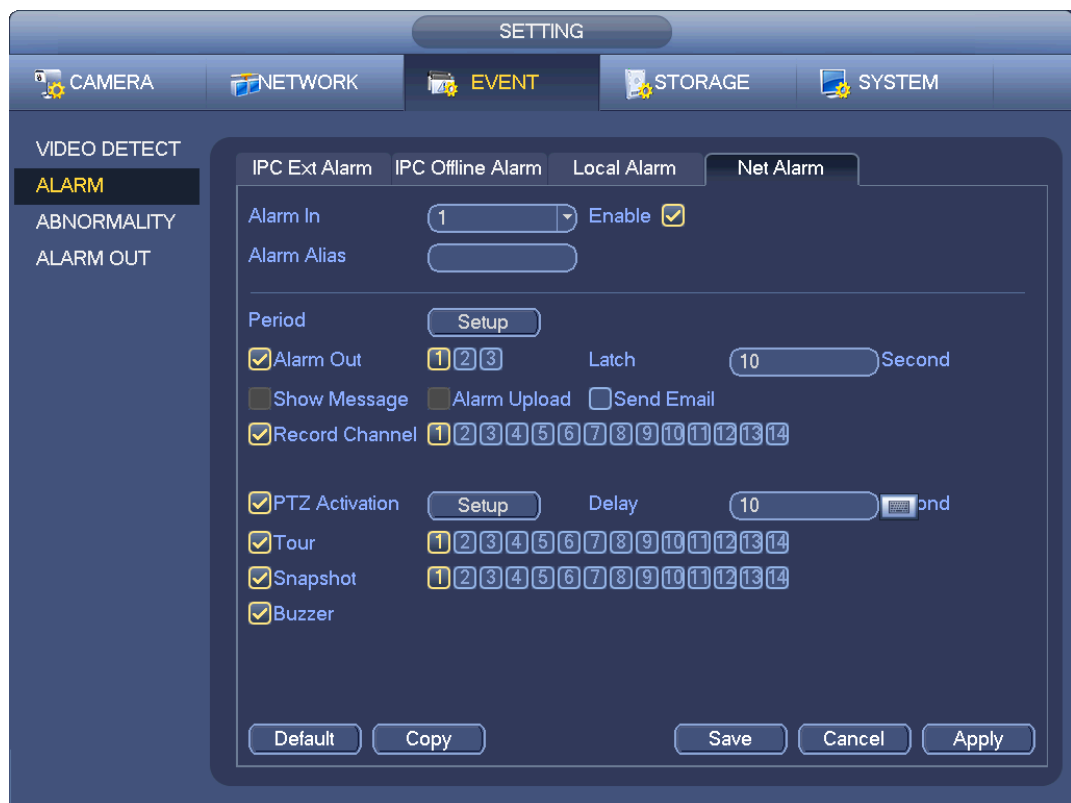 SETTING
CAMERA NETWORK EVENT STORAGE SYSTEM
VIDEO DETECT
ALARM
ABNORMALITY
ALARM OUT
IPC Ext Alarm IPC Offline Alarm Local Alarm Net Alarm
Alarm In 1 Enable
Alarm Alias
Period Setup
Alarm Out 1 2 3 Latch 10 Second
Show Message Alarm Upload Send Email
Record Channel 1 2 3 4 5 6 7 8 9 10 11 12 13 14
PTZ Activation Setup Delay 10 ond
Tour 1 2 3 4 5 6 7 8 9 10 11 12 13 14
Snapshot 1 2 3 4 5 6 7 8 9 10 11 12 13 14
Buzzer
Default Copy Save Cancel Apply